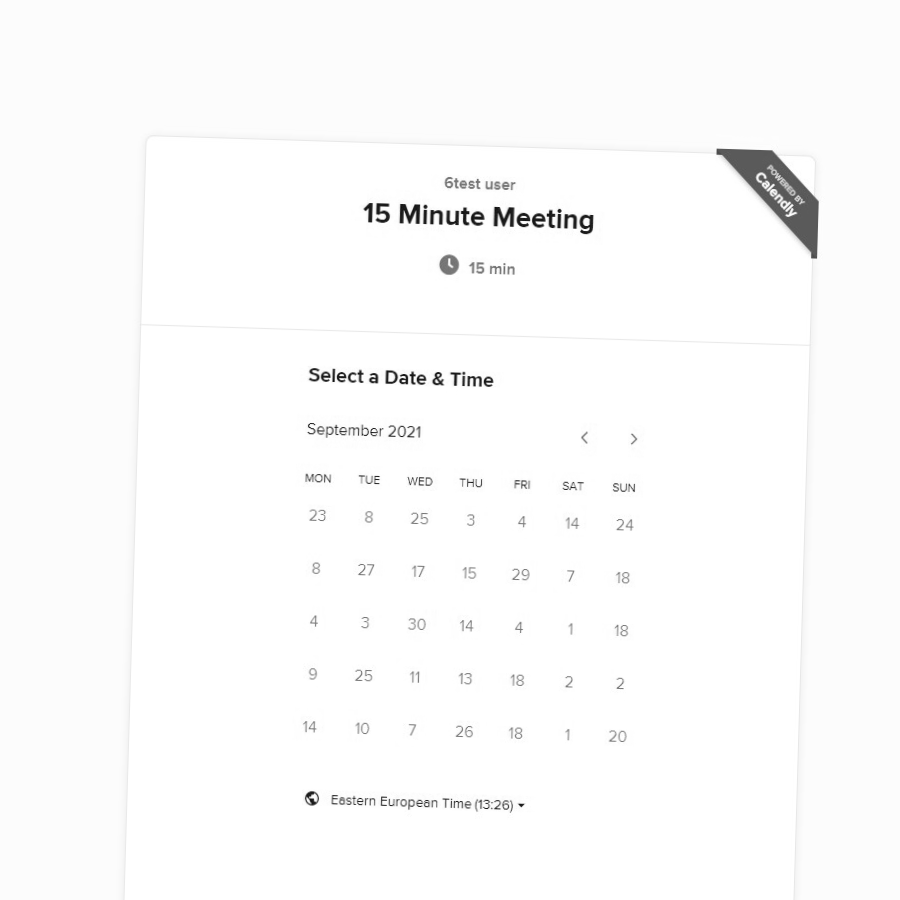 POWERED BY
Calendly
6test user
15 Minute Meeting
15 min
Select a Date & Time
September 2021
MON TUE WED THU FRI SAT SUN
23 8 25 3 4 14 24
8 27 17 15 29 7 18
4 3 30 14 4 1 18
9 25 11 13 18 2 2
14 10 7 26 18 1 20
Eastern European Time (13:26)